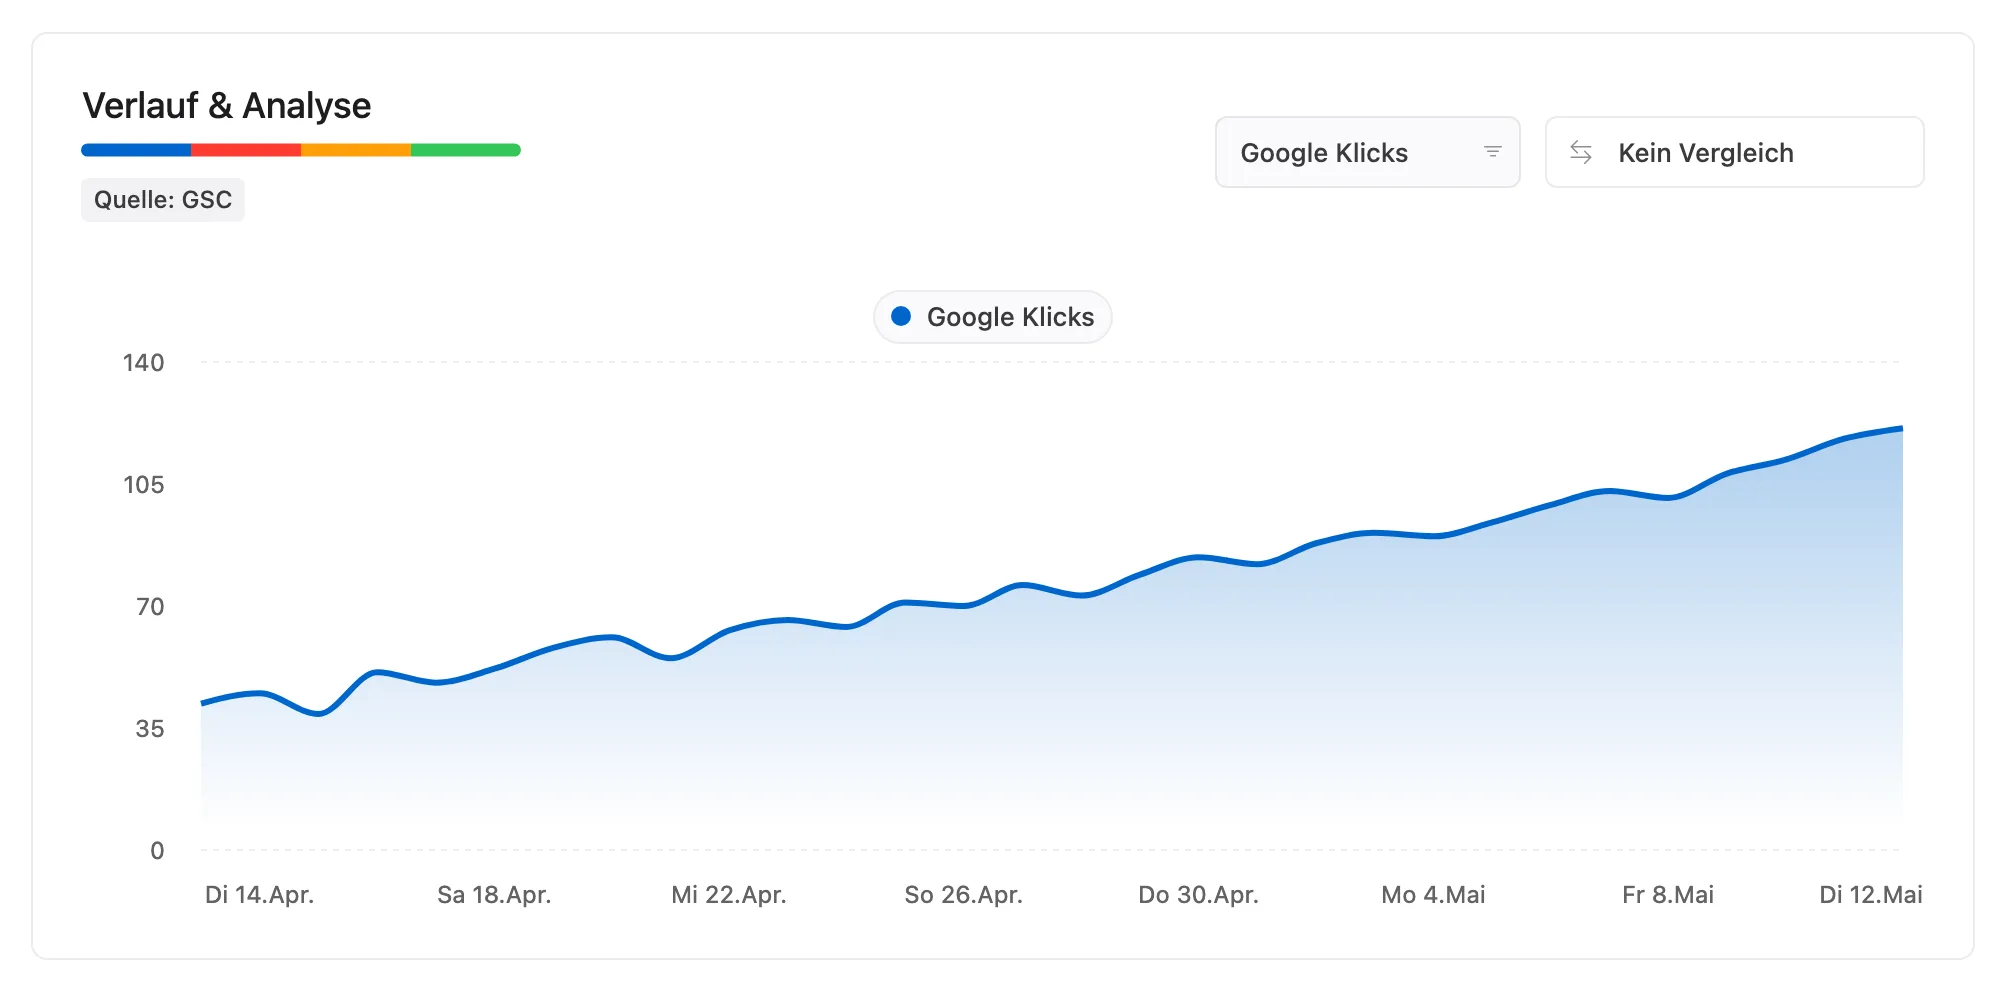 Verlauf & Analyse
Quelle: GSC
Google Klicks
Kein Vergleich
Google Klicks
140
105
70
35
0
Di 14.Apr.
Sa 18.Apr.
Mi 22.Apr.
So 26.Apr.
Do 30.Apr.
Mo 4.Mai
Fr 8.Mai
Di 12.Mai